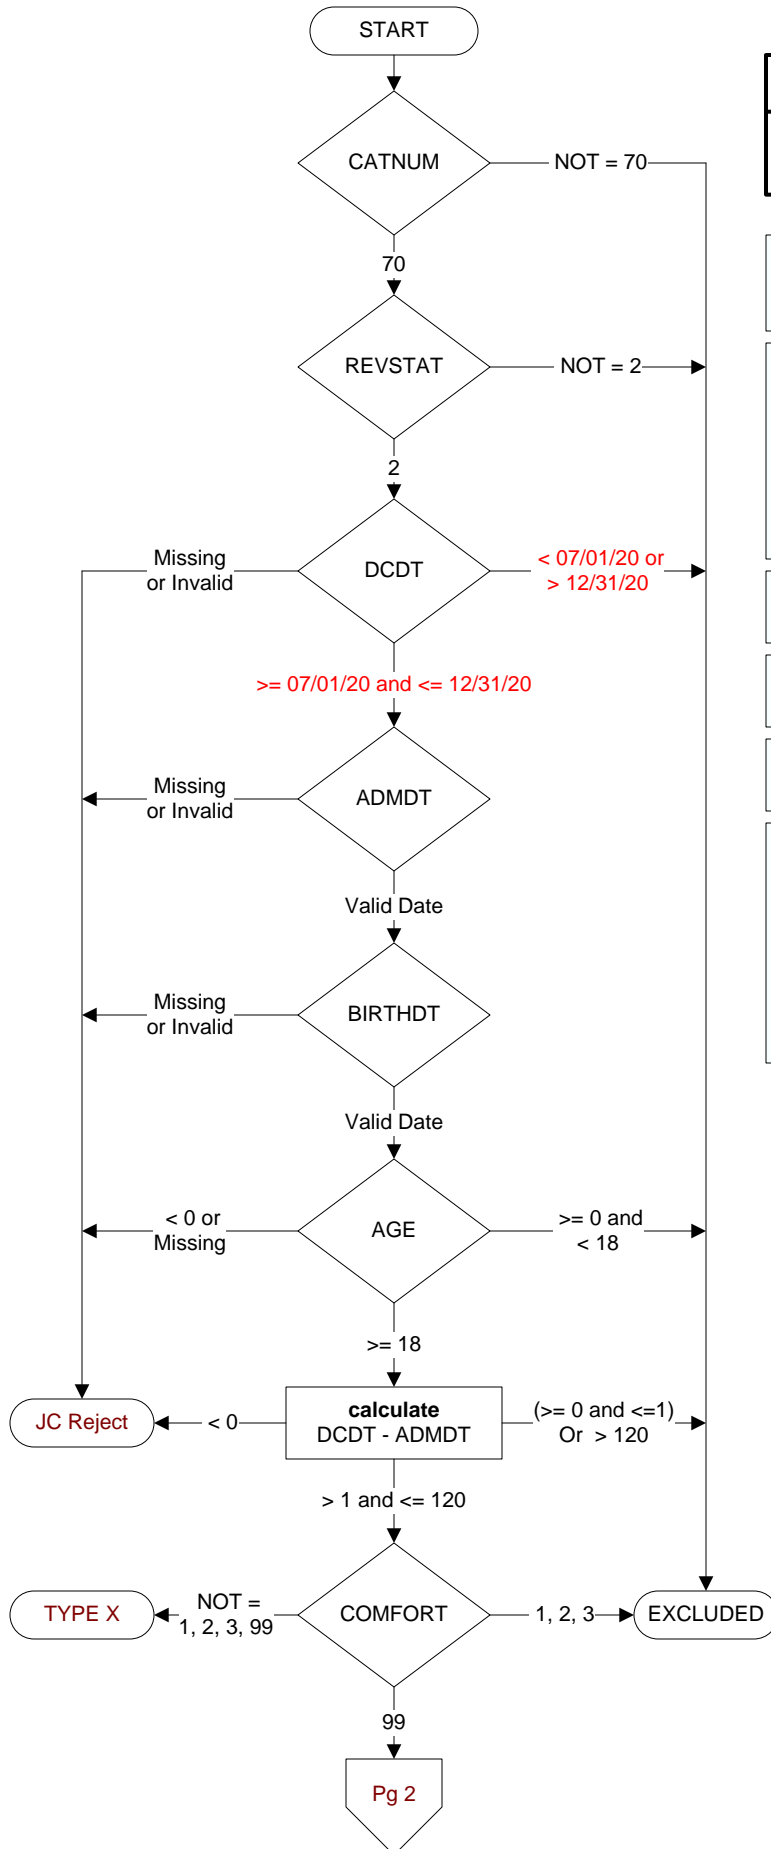 START
CATNUM
NOT = 70
70
REVSTAT
NOT = 2
2
Missing
or Invalid
DCDT
< 07/01/20 or
> 12/31/20
>= 07/01/20 and <= 12/31/20
Missing
or Invalid
ADMDT
Valid Date
Missing
or Invalid
BIRTHDT
Valid Date
< 0 or
Missing
AGE
>= 0 and
< 18
>= 18
JC Reject
< 0
calculate
DCDT - ADMDT
(>= 0 and <=1)
Or > 120
> 1 and <= 120
TYPE X
NOT =
1, 2, 3, 99
COMFORT
1, 2, 3
EXCLUDED
99
Pg 2